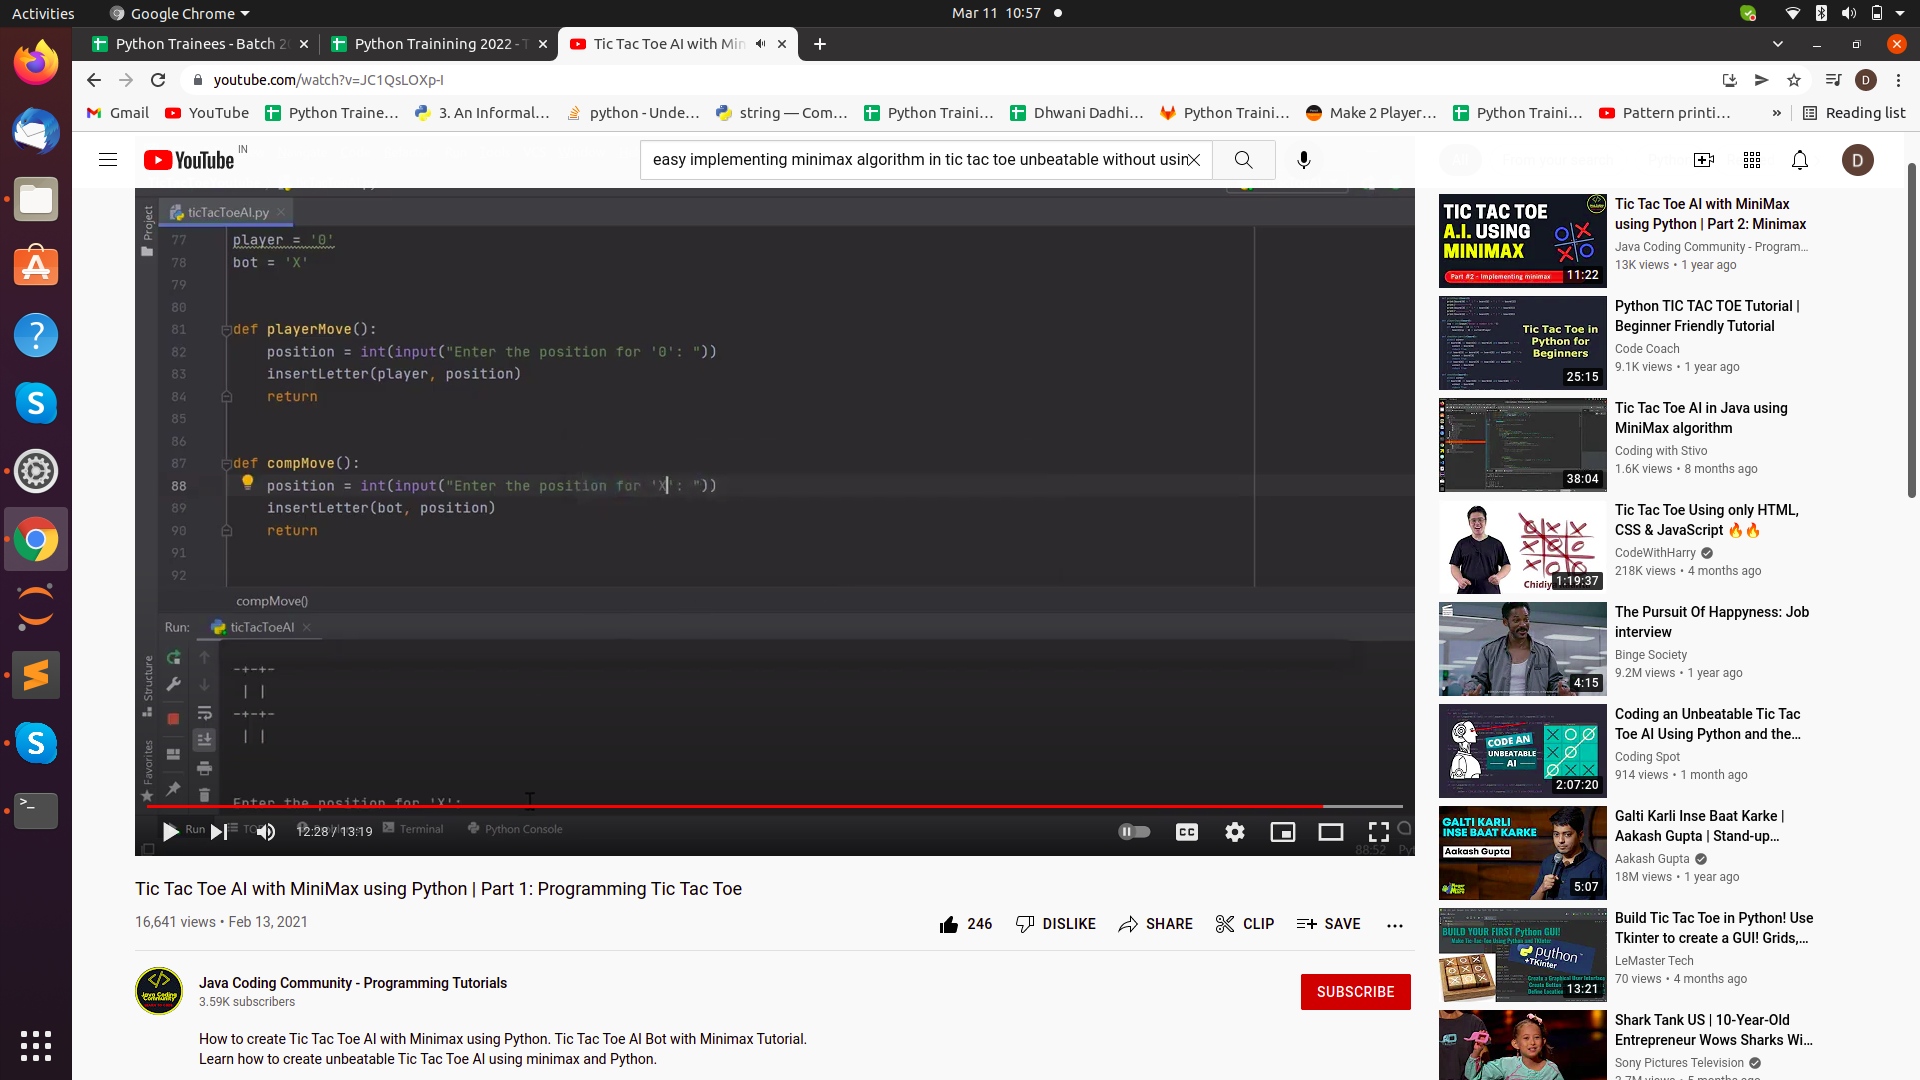 Activities
Google Chrome
Mar 11 10:57
Python Trainees - Batch 2
Python Trainining 2022 - T
Tic Tac Toe AI with Min
youtube.com/watch?v=JC1QsLOXp-I
D
Gmail
YouTube
Python Traine...
3. An Informal...
python - Unde...
string — Com...
Python Traini...
Dhwani Dadhi...
Python Traini...
Make 2 Player...
Python Traini...
Pattern printi...
»
Reading list
YouTube IN
easy implementing minimax algorithm in tic tac toe unbeatable without usin
D
Project
ticTacToeAI.py
77 player = '0'
78 bot = 'X'
79
80
81 def playerMove():
82 position = int(input("Enter the position for '0': "))
83 insertLetter(player, position)
84 return
85
86
87 def compMove():
88 position = int(input("Enter the position for 'X': "))
89 insertLetter(bot, position)
90 return
91
92
compMove()
Run: ticTacToeAI
Structure
Favorites
-+-+-
| |
-+-+-
| |
Enter the position for 'X':
Run
TODO
Terminal
Python Console
12:28 / 13:19
CC
88:52
Tic Tac Toe AI with MiniMax using Python | Part 1: Programming Tic Tac Toe
16,641 views • Feb 13, 2021
246
DISLIKE
SHARE
CLIP
SAVE
Java Coding Community
Java Coding Community - Programming Tutorials
3.59K subscribers
SUBSCRIBE
How to create Tic Tac Toe AI with Minimax using Python. Tic Tac Toe AI Bot with Minimax Tutorial.
Learn how to create unbeatable Tic Tac Toe AI using minimax and Python.
TIC TAC TOE
A.I. USING
MINIMAX
Part #2 - Implementing minimax
11:22
Tic Tac Toe AI with MiniMax
using Python | Part 2: Minimax
Java Coding Community - Program...
13K views • 1 year ago
Tic Tac Toe in
Python for
Beginners
25:15
Python TIC TAC TOE Tutorial |
Beginner Friendly Tutorial
Code Coach
9.1K views • 1 year ago
38:04
Tic Tac Toe AI in Java using
MiniMax algorithm
Coding with Stivo
1.6K views • 8 months ago
Chidiy
1:19:37
Tic Tac Toe Using only HTML,
CSS & JavaScript 🔥🔥
CodeWithHarry
218K views • 4 months ago
4:15
The Pursuit Of Happyness: Job
interview
Binge Society
9.2M views • 1 year ago
CODE AN
UNBEATABLE
AI
2:07:20
Coding an Unbeatable Tic Tac
Toe AI Using Python and the...
Coding Spot
914 views • 1 month ago
GALTI KARLI
INSE BAAT KARKE
Aakash Gupta
5:07
Galti Karli Inse Baat Karke |
Aakash Gupta | Stand-up...
Aakash Gupta
18M views • 1 year ago
BUILD YOUR FIRST Python GUI!
Make Tic-Tac-Toe Using Python and TKinter
python
+TKinter
13:21
Build Tic Tac Toe in Python! Use
Tkinter to create a GUI! Grids,...
LeMaster Tech
70 views • 4 months ago
Shark Tank US | 10-Year-Old
Entrepreneur Wows Sharks Wi...
Sony Pictures Television